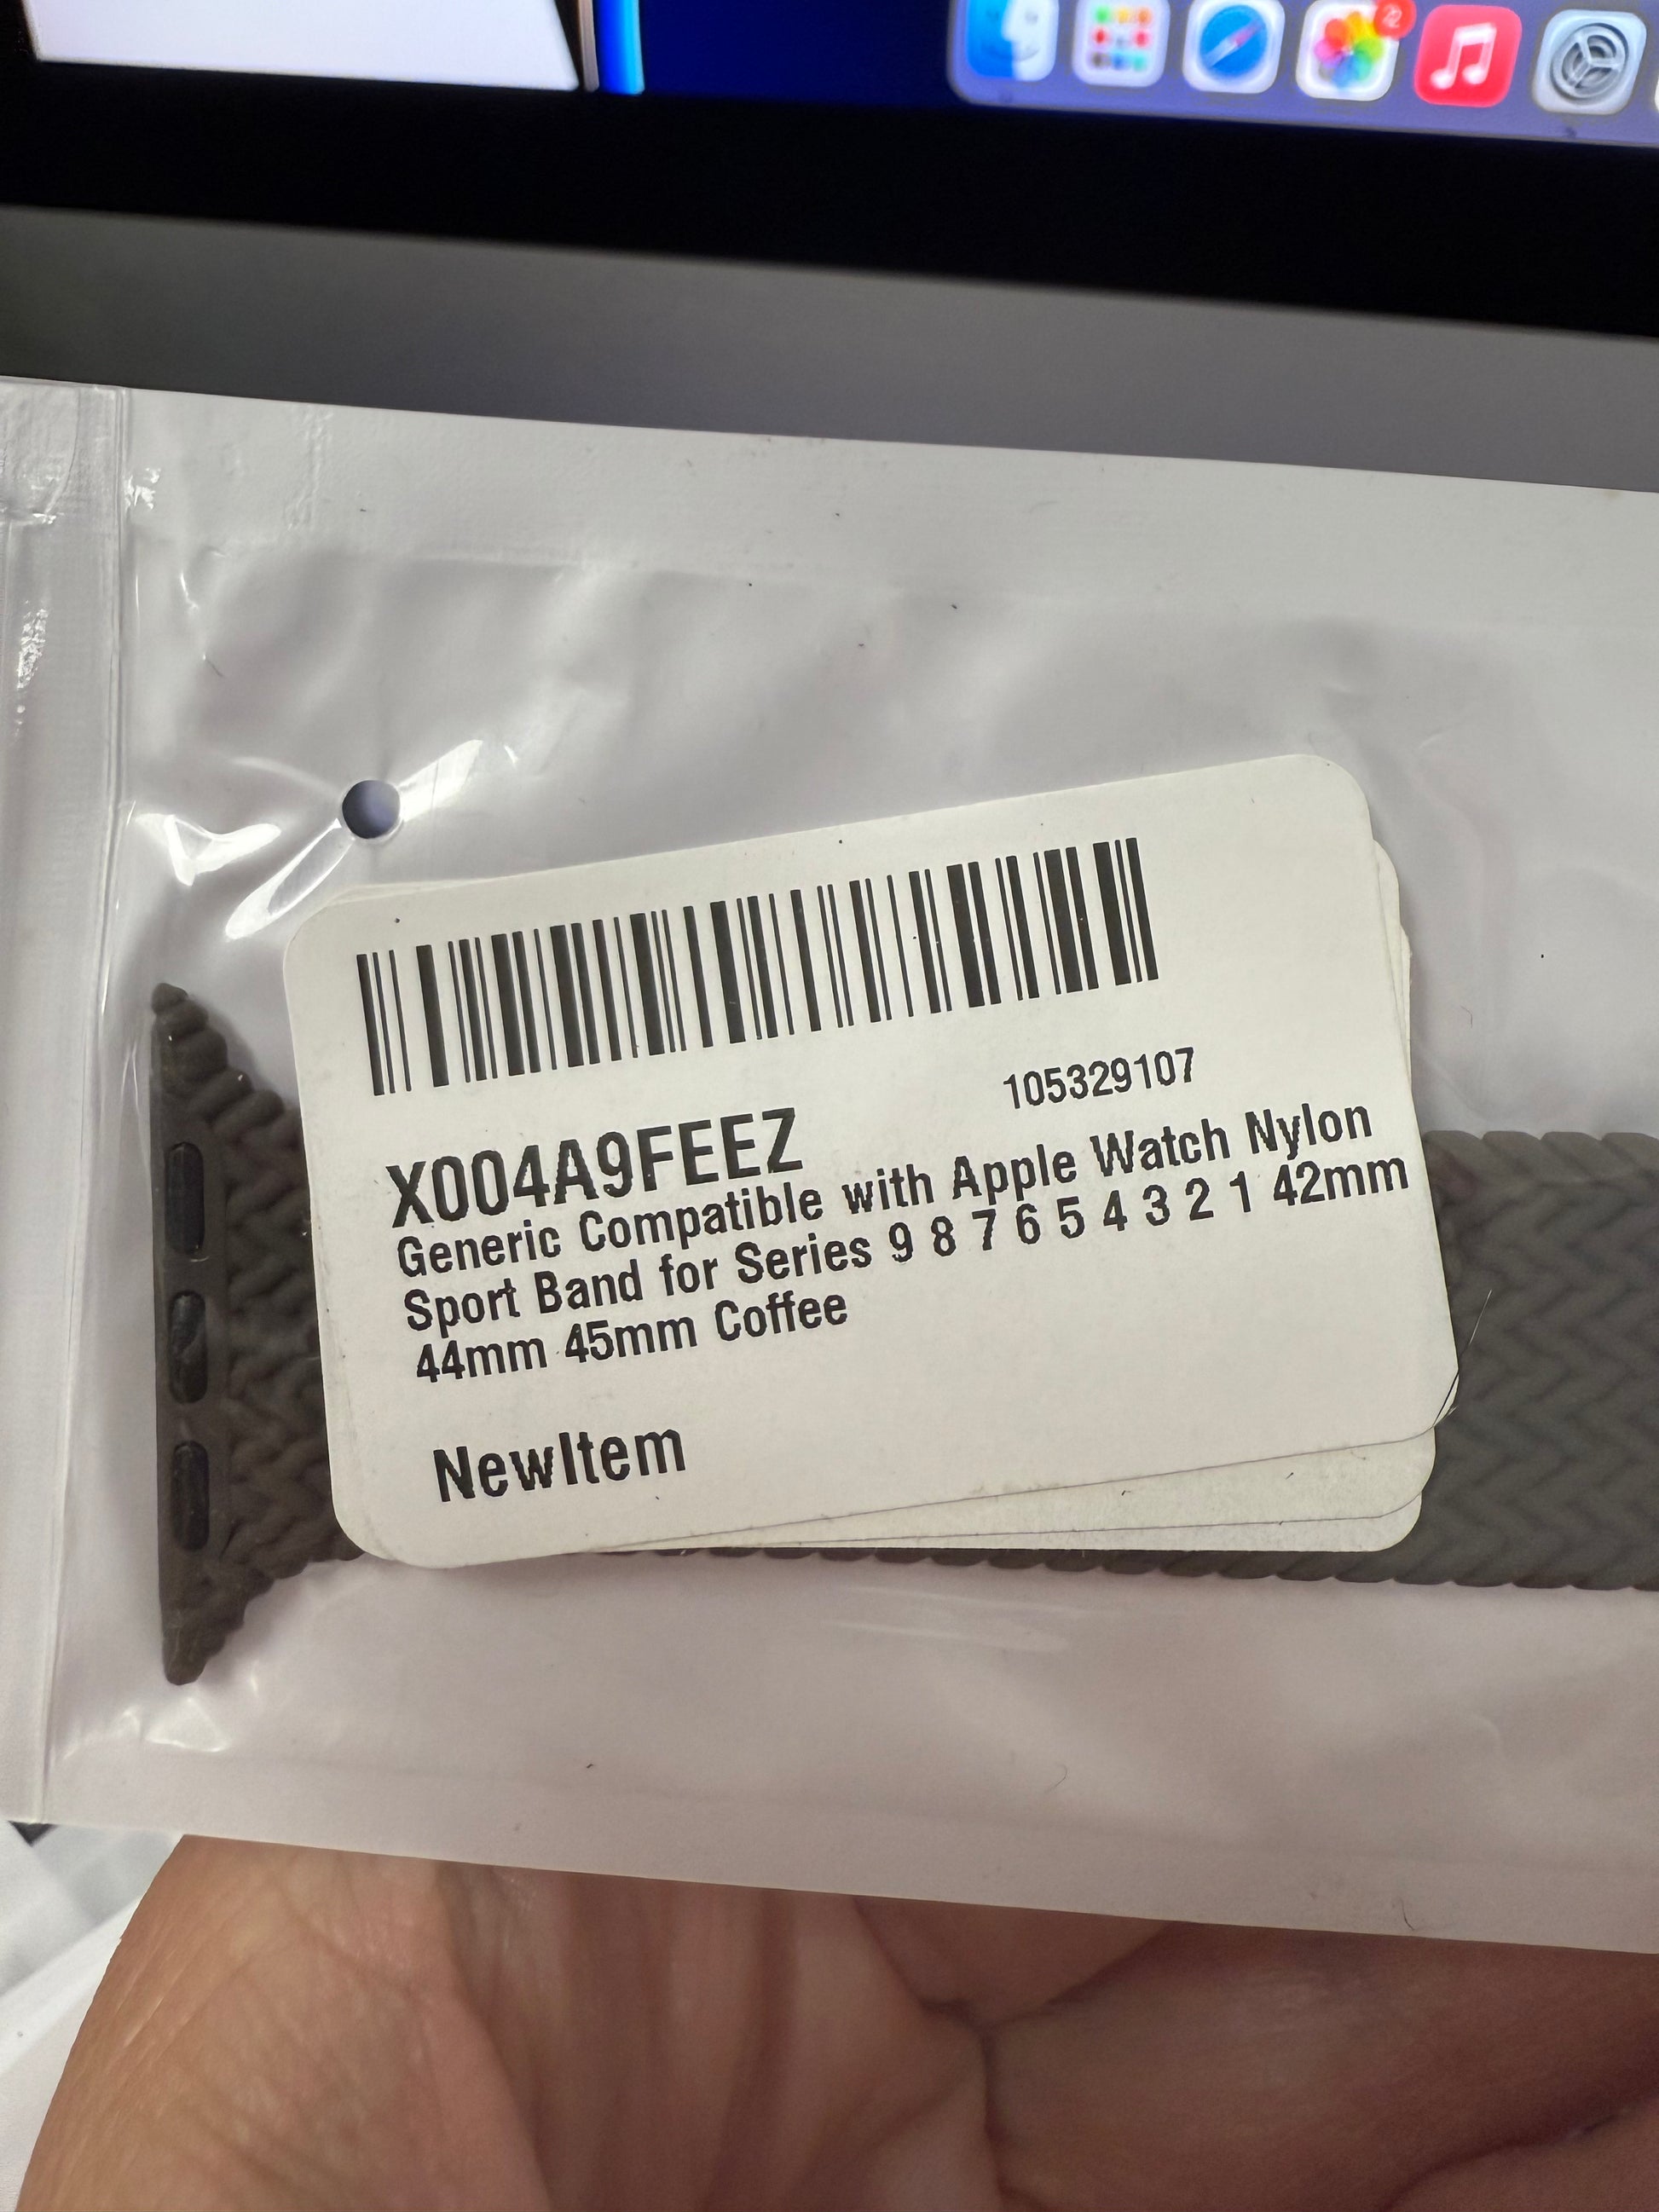 22
105329107
X004A9FEEZ
Generic Compatible with Apple Watch Nylon
Sport Band for Series 9 8 7 6 5 4 3 2 1 42mm
44mm 45mm Coffee
NewItem